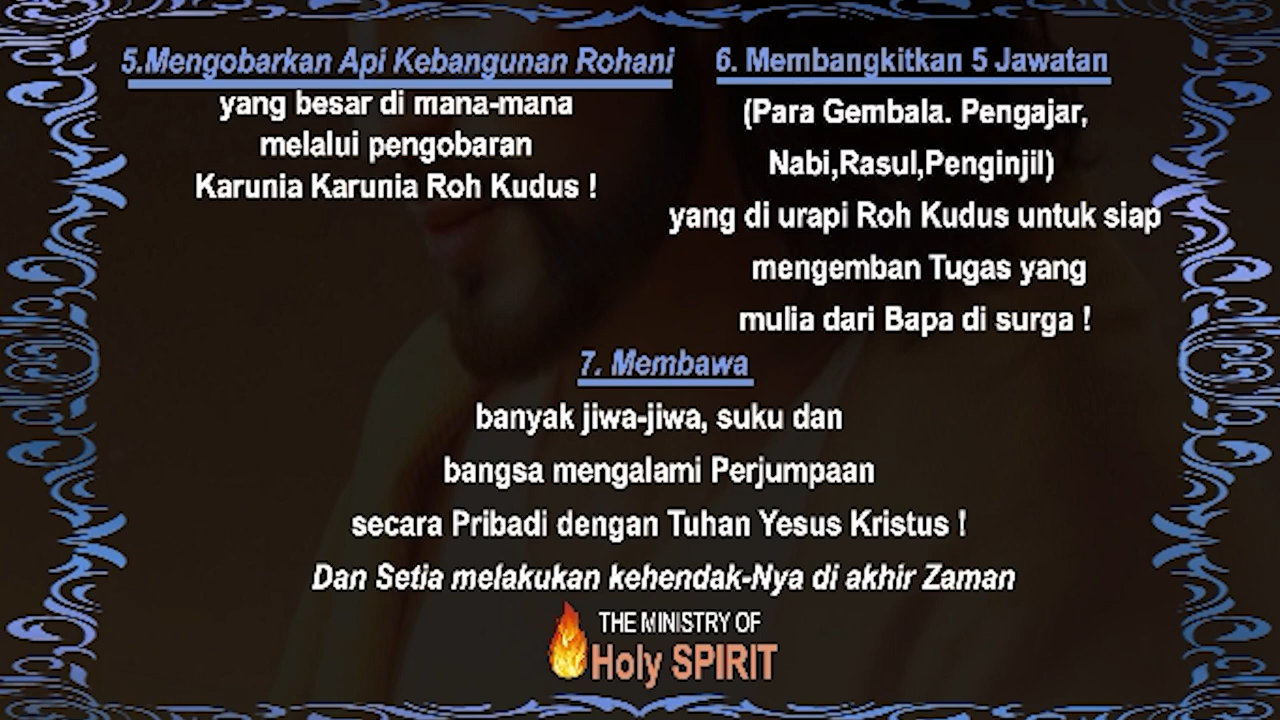 5.Mengobarkan Api Kebangunan Rohani
yang besar di mana-mana
melalui pengobaran
Karunia Karunia Roh Kudus !
6. Membangkitkan 5 Jawatan
(Para Gembala. Pengajar,
Nabi,Rasul,Penginjil)
yang di urapi Roh Kudus untuk siap
mengemban Tugas yang
mulia dari Bapa di surga !
7. Membawa
banyak jiwa-jiwa, suku dan
bangsa mengalami Perjumpaan
secara Pribadi dengan Tuhan Yesus Kristus !
Dan Setia melakukan kehendak-Nya di akhir Zaman
THE MINISTRY OF
Holy SPIRIT